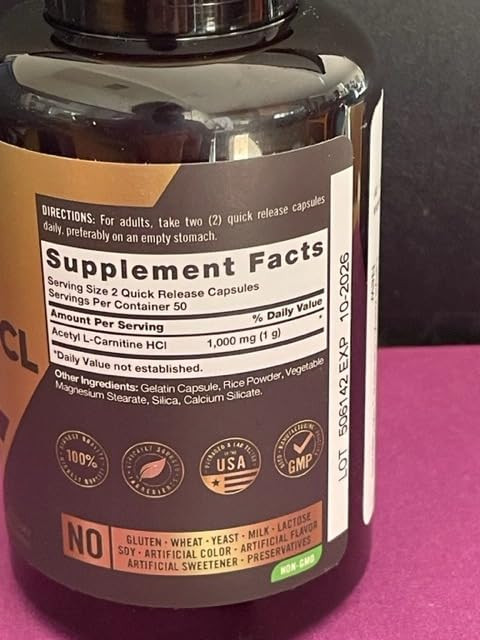 DIRECTIONS: For adults, take two (2) quick release capsules
daily, preferably on an empty stomach.
Supplement Facts
Serving Size 2 Quick Release Capsules
Servings Per Container 50
Amount Per Serving % Daily Value
Acetyl L-Carnitine HCl 1,000 mg (1 g) *
*Daily Value not established.
Other Ingredients: Gelatin Capsule, Rice Powder, Vegetable
Magnesium Stearate, Silica, Calcium Silicate.
CL
100%
USA
GMP
NO
GLUTEN · WHEAT · YEAST · MILK · LACTOSE
SOY · ARTIFICIAL COLOR · ARTIFICIAL FLAVOR
ARTIFICIAL SWEETENER · PRESERVATIVES
NON-GMO
LOT 506142 EXP 10-2026